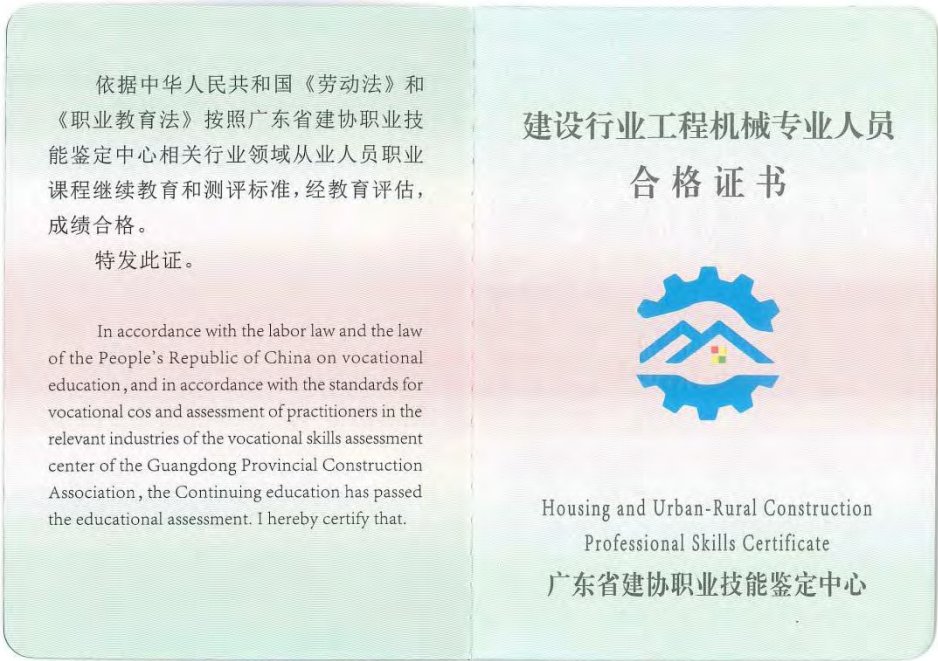 依据中华人民共和国《劳动法》和
《职业教育法》按照广东省建协职业技
能鉴定中心相关行业领域从业人员职业
课程继续教育和测评标准，经教育评估，
成绩合格。
特发此证。
In accordance with the labor law and the law
of the People's Republic of China on vocational
education,and in accordance with the standards for
vocational cos and assessment of practitioners in the
relevant industries of the vocational skills assessment
center of the Guangdong Provincial Construction
Association, the Continuing education has passed
the educational assessment. I hereby certify that.
建设行业工程机械专业人员
合格证书
Housing and Urban-Rural Construction
Professional Skills Certificate
广东省建协职业技能鉴定中心